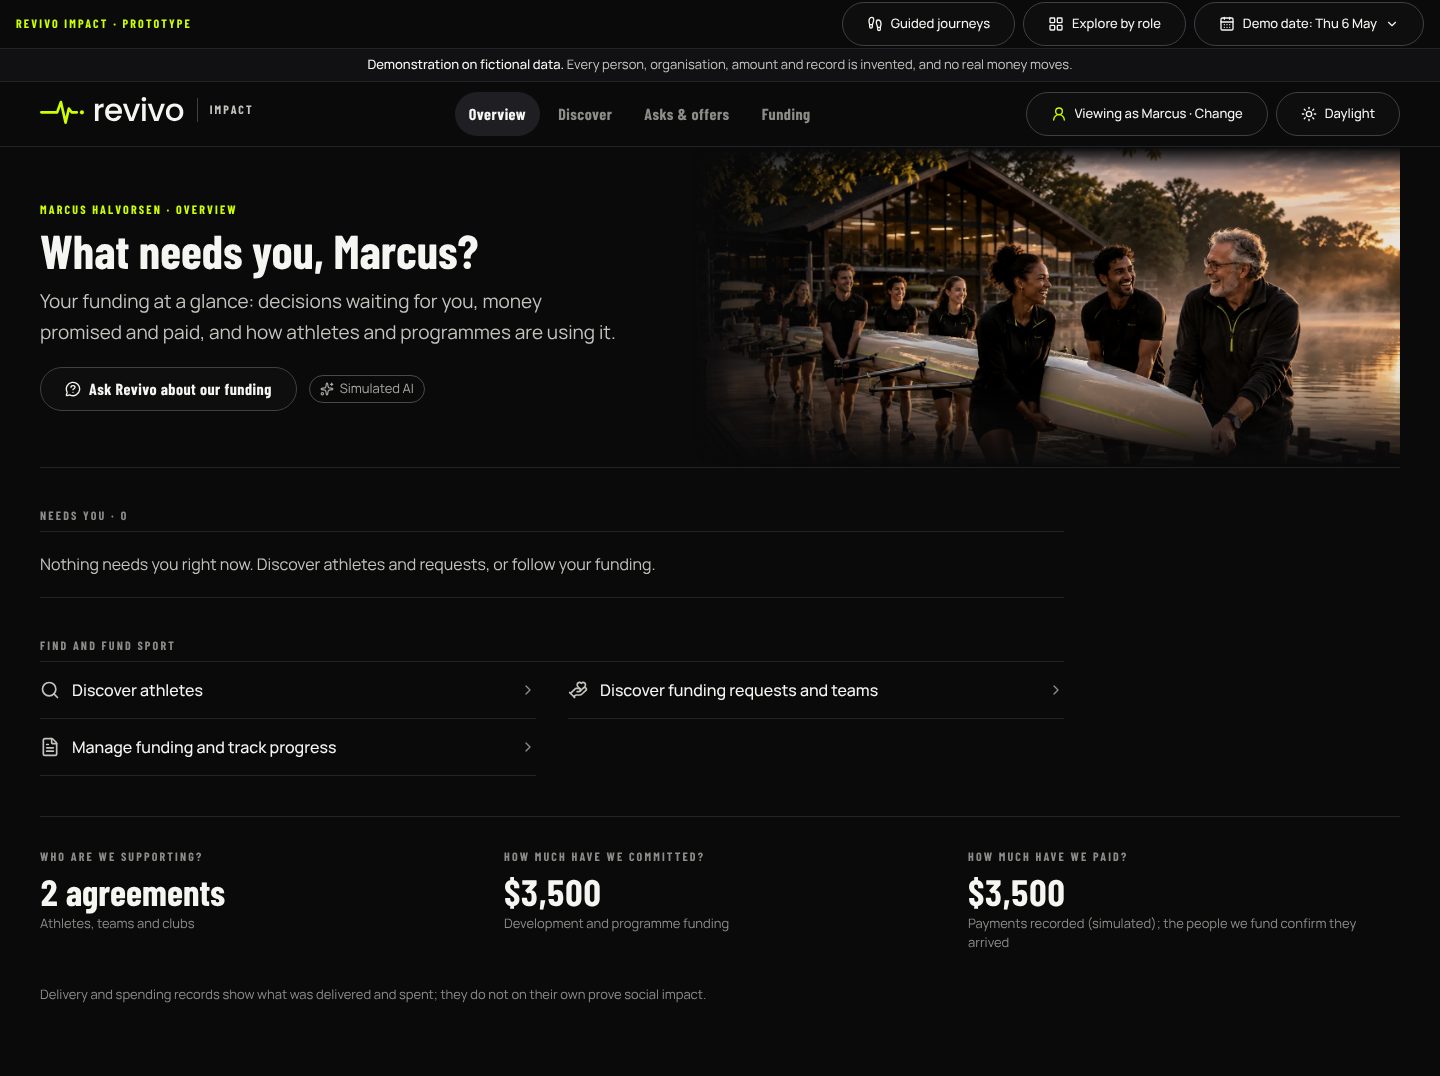 REVIVO IMPACT · PROTOTYPE
Guided journeys
Explore by role
Demo date: Thu 6 May
Demonstration on fictional data. Every person, organisation, amount and record is invented, and no real money moves.
revivo
IMPACT
Overview
Discover
Asks & offers
Funding
Viewing as Marcus · Change
Daylight
MARCUS HALVORSEN · OVERVIEW
What needs you, Marcus?
Your funding at a glance: decisions waiting for you, money
promised and paid, and how athletes and programmes are using it.
Ask Revivo about our funding
Simulated AI
NEEDS YOU · 0
Nothing needs you right now. Discover athletes and requests, or follow your funding.
FIND AND FUND SPORT
Discover athletes
Discover funding requests and teams
Manage funding and track progress
WHO ARE WE SUPPORTING?
2 agreements
Athletes, teams and clubs
HOW MUCH HAVE WE COMMITTED?
$3,500
Development and programme funding
HOW MUCH HAVE WE PAID?
$3,500
Payments recorded (simulated); the people we fund confirm they
arrived
Delivery and spending records show what was delivered and spent; they do not on their own prove social impact.